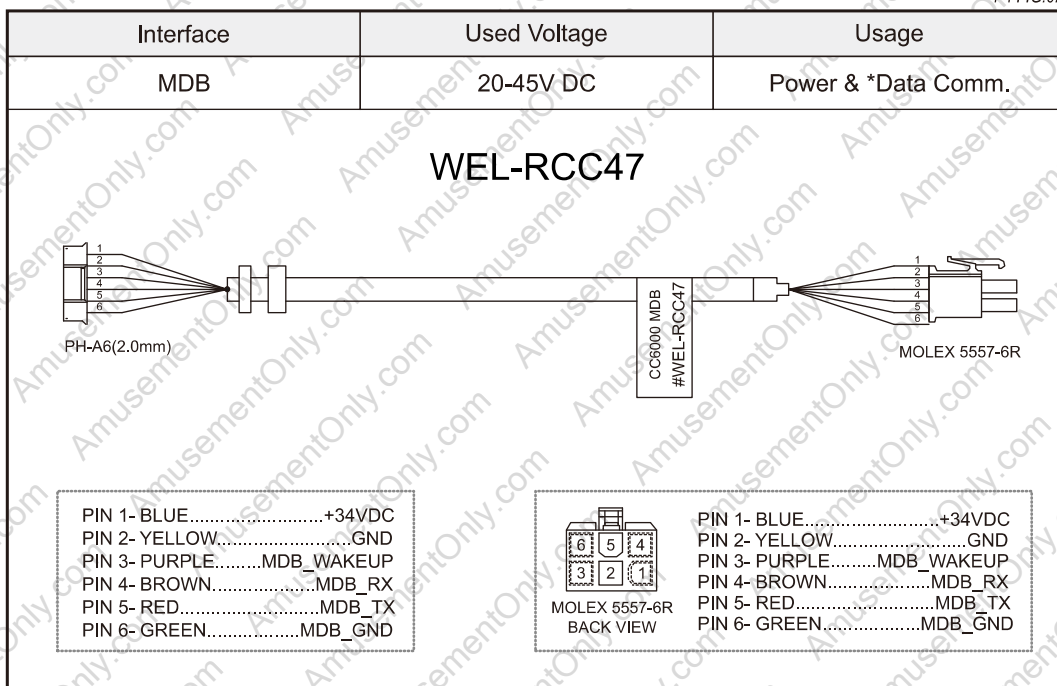 Interface Used Voltage Usage
MDB 20-45V DC Power & *Data Comm.
WEL-RCC47
1
2
3
4
5
6
PH-A6(2.0mm)
CC6000 MDB
#WEL-RCC47
1
2
3
4
5
6
MOLEX 5557-6R
PIN 1- BLUE........................+34VDC
PIN 2- YELLOW........................GND
PIN 3- PURPLE.......MDB_WAKEUP
PIN 4- BROWN..................MDB_RX
PIN 5- RED.........................MDB_TX
PIN 6- GREEN.................MDB_GND
6 5 4
3 2 1
MOLEX 5557-6R
BACK VIEW
PIN 1- BLUE........................+34VDC
PIN 2- YELLOW........................GND
PIN 3- PURPLE.......MDB_WAKEUP
PIN 4- BROWN..................MDB_RX
PIN 5- RED.........................MDB_TX
PIN 6- GREEN.................MDB_GND
AmusementOnly.com